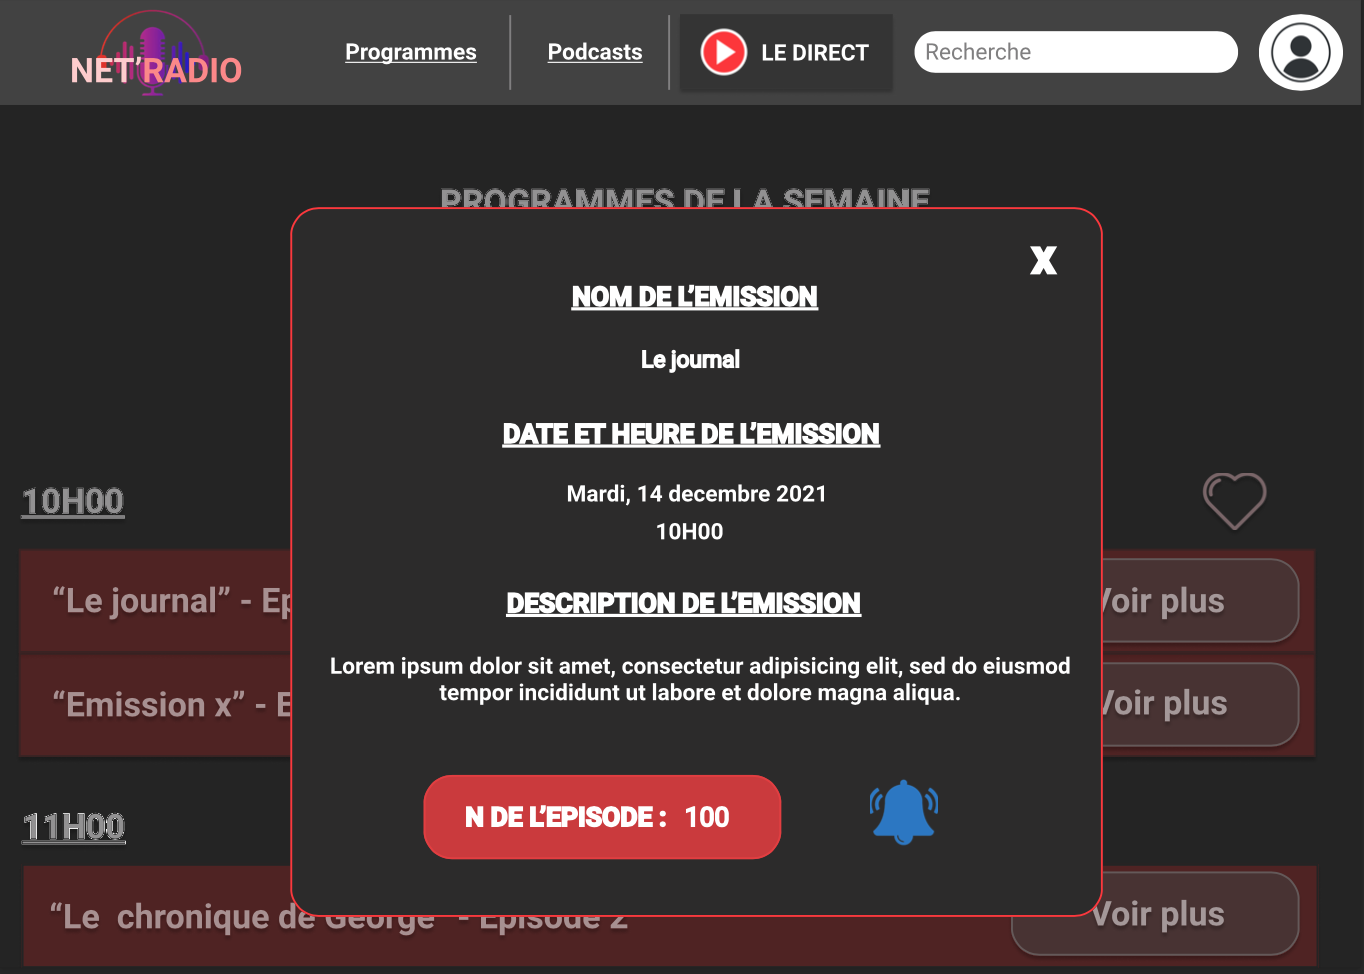 NET’RADIO
Programmes
Podcasts
LE DIRECT
Recherche
PROGRAMMES DE LA SEMAINE
X
NOM DE L’EMISSION
Le journal
DATE ET HEURE DE L’EMISSION
Mardi, 14 decembre 2021
10H00
DESCRIPTION DE L’EMISSION
Lorem ipsum dolor sit amet, consectetur adipisicing elit, sed do eiusmod
tempor incididunt ut labore et dolore magna aliqua.
N DE L’EPISODE : 100
10H00
“Le journal” - Ep
Voir plus
“Emission x” - E
Voir plus
11H00
“Le chronique de George” - Episode 2
Voir plus